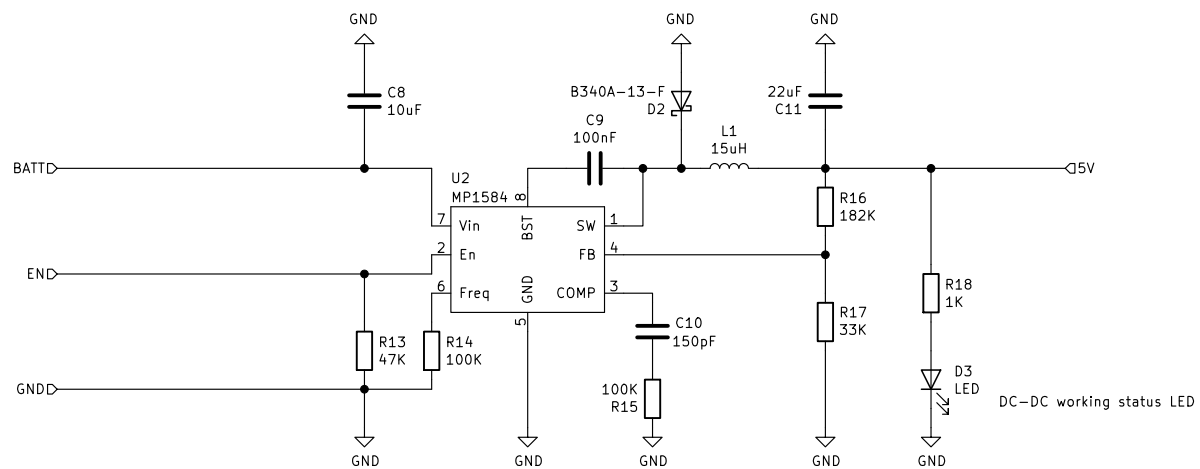 GND
GND
GND
C8
10uF
B340A-13-F
D2
22uF
C11
C9
100nF
L1
15uH
BATT
5V
U2
MP1584
8
R16
182K
7
Vin
BST
SW
1
2
En
FB
4
EN
6
Freq
GND
COMP
3
R18
1K
5
R13
47K
R14
100K
C10
150pF
R17
33K
GND
100K
R15
D3
LED
DC-DC working status LED
GND
GND
GND
GND
GND